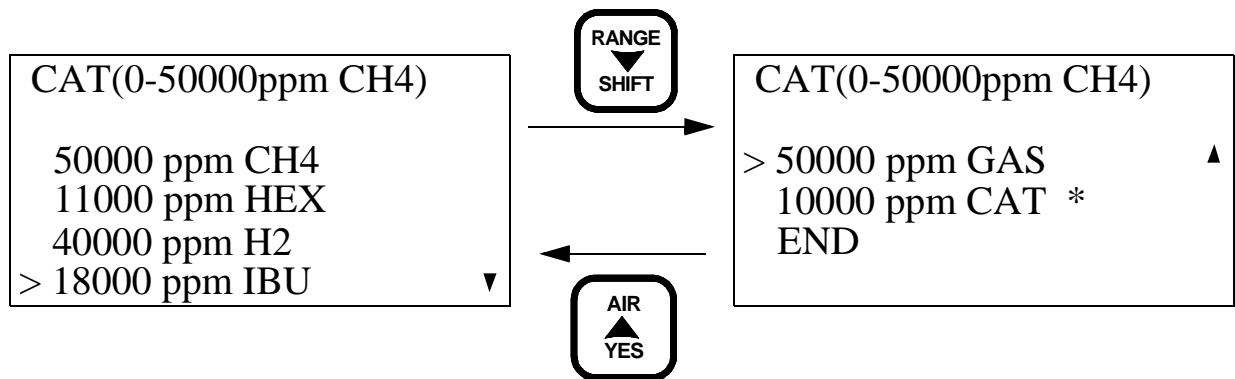 RANGE
SHIFT
CAT(0-50000ppm CH4)
50000 ppm CH4
11000 ppm HEX
40000 ppm H2
> 18000 ppm IBU
CAT(0-50000ppm CH4)
> 50000 ppm GAS
10000 ppm CAT *
END
AIR
YES